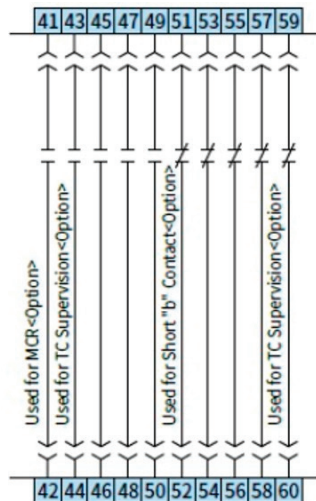 41 43 45 47 49 51 53 55 57 59
Used for MCR<Option>
Used for TC Supervision<Option>
Used for Short "b" Contact<Option>
Used for TC Supervision<Option>
42 44 46 48 50 52 54 56 58 60